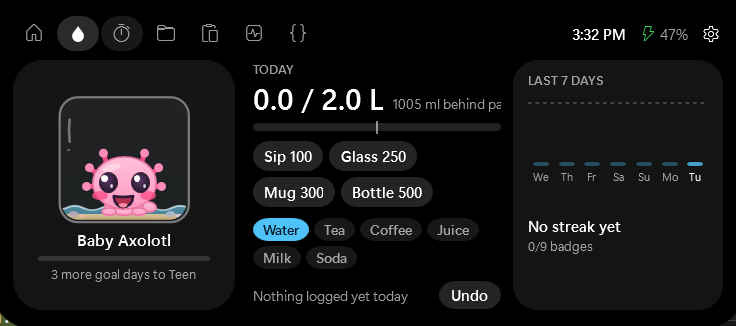 3:32 PM 47%
Baby Axolotl
3 more goal days to Teen
TODAY
0.0 / 2.0 L 1005 ml behind pa
Sip 100 Glass 250
Mug 300 Bottle 500
Water Tea Coffee Juice
Milk Soda
Nothing logged yet today Undo
LAST 7 DAYS
We Th Fr Sa Su Mo Tu
No streak yet
0/9 badges